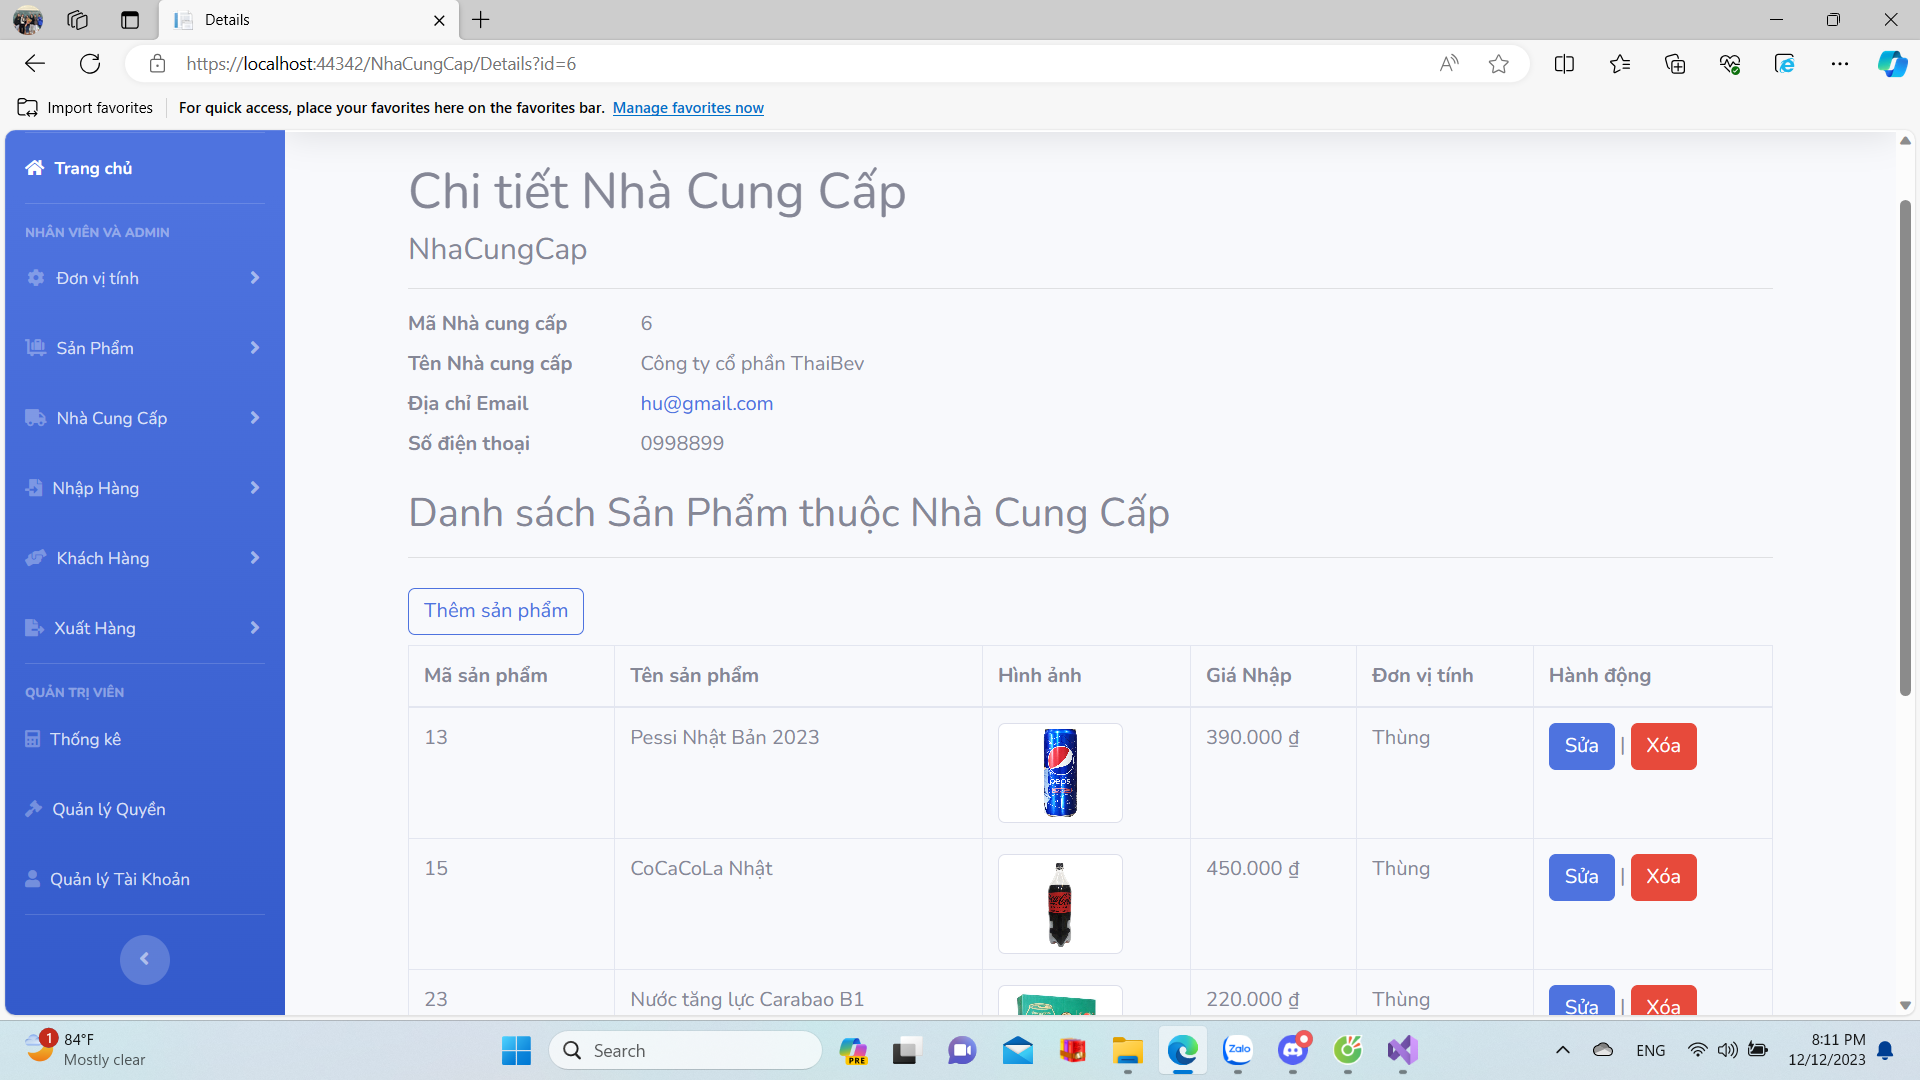 Details
https://localhost:44342/NhaCungCap/Details?id=6
Import favorites
For quick access, place your favorites here on the favorites bar. Manage favorites now
Trang chủ
NHÂN VIÊN VÀ ADMIN
Đơn vị tính
Sản Phẩm
Nhà Cung Cấp
Nhập Hàng
Khách Hàng
Xuất Hàng
QUẢN TRỊ VIÊN
Thống kê
Quản lý Quyền
Quản lý Tài Khoản
Chi tiết Nhà Cung Cấp
NhaCungCap
Mã Nhà cung cấp 6
Tên Nhà cung cấp Công ty cổ phần ThaiBev
Địa chỉ Email hu@gmail.com
Số điện thoại 0998899
Danh sách Sản Phẩm thuộc Nhà Cung Cấp
Thêm sản phẩm
Mã sản phẩm Tên sản phẩm Hình ảnh Giá Nhập Đơn vị tính Hành động
13 Pessi Nhật Bản 2023 390.000 ₫ Thùng Sửa | Xóa
15 CoCaCoLa Nhật 450.000 ₫ Thùng Sửa | Xóa
23 Nước tăng lực Carabao B1 220.000 ₫ Thùng Sửa | Xóa
1
84°F
Mostly clear
Search
PRE
Zalo
ENG
8:11 PM
12/12/2023